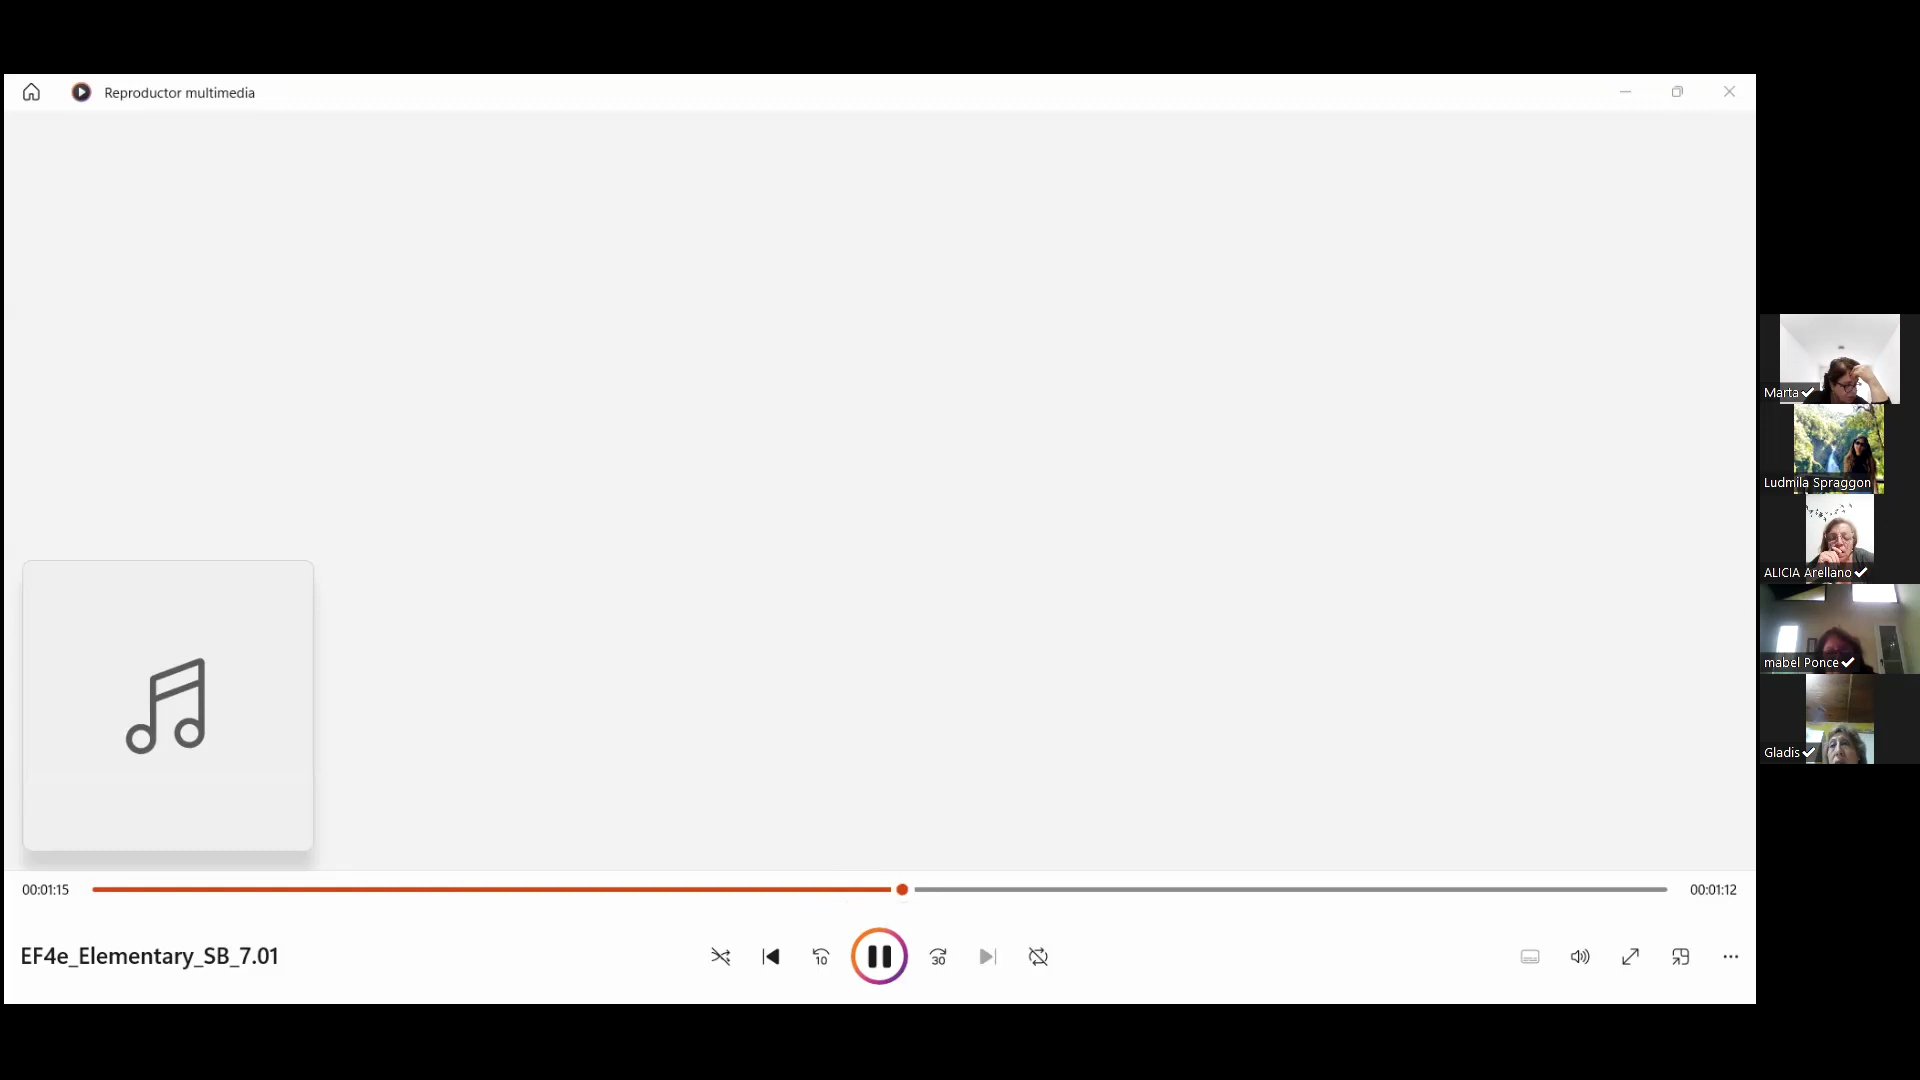 Reproductor multimedia
Marta
Ludmila Spraggon
ALICIA Arellano
mabel Ponce
Gladis
00:01:15
00:01:12
EF4e_Elementary_SB_7.01
10
30